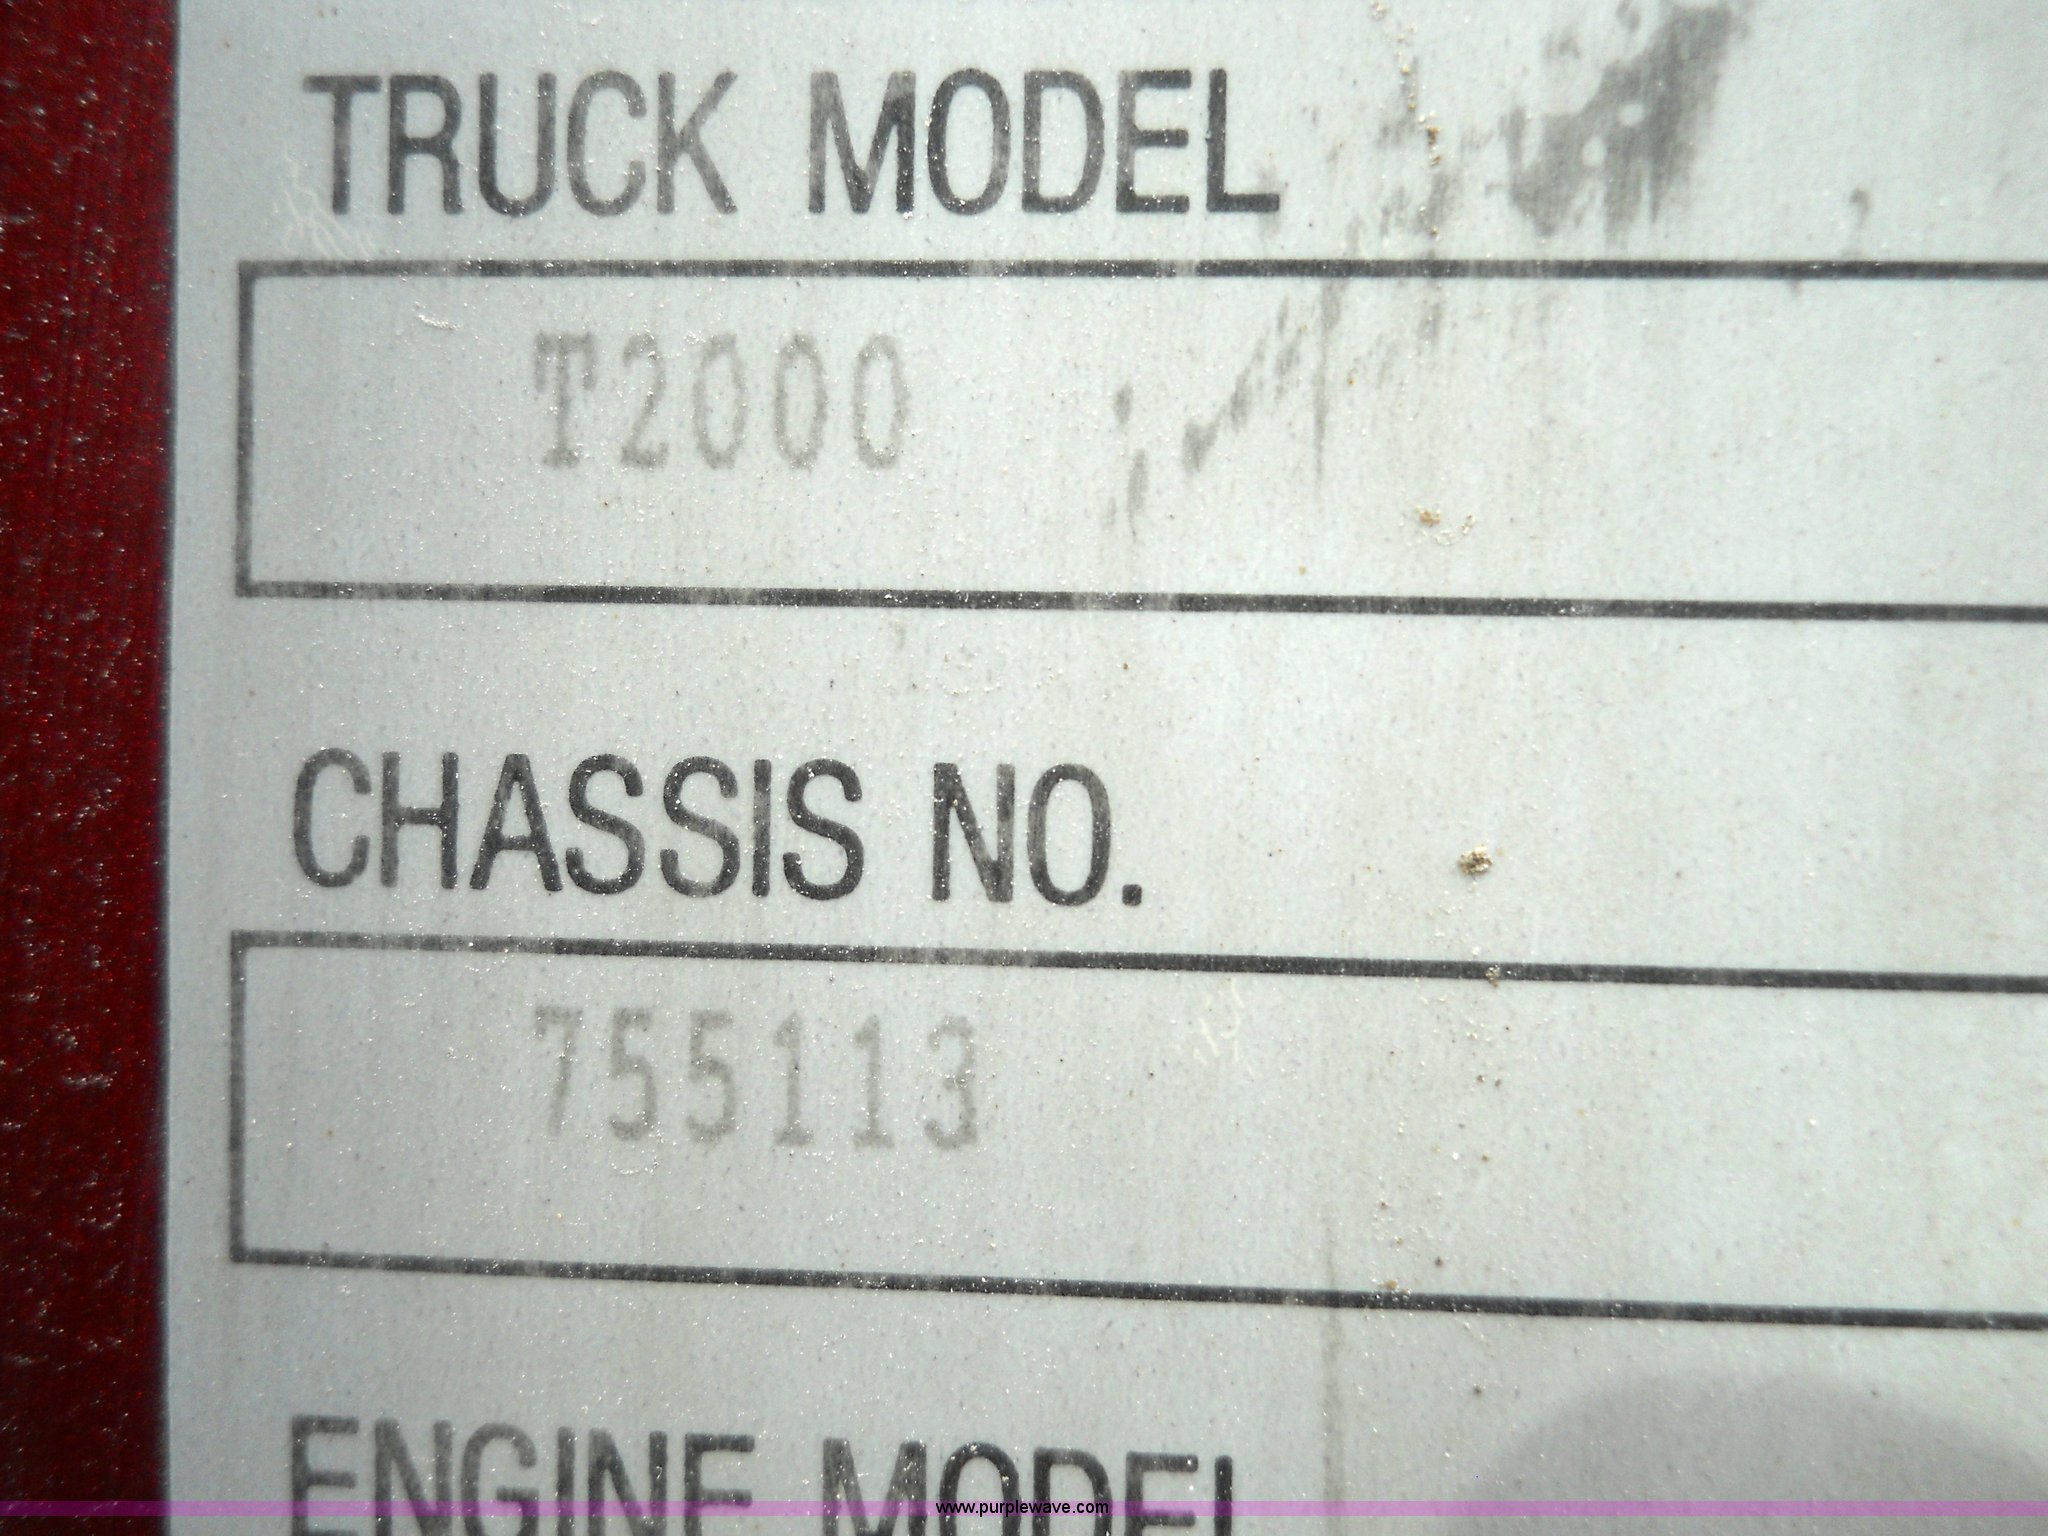 TRUCK MODEL
T2000
CHASSIS NO.
755113
ENGINE MODEL
www.purplewave.com